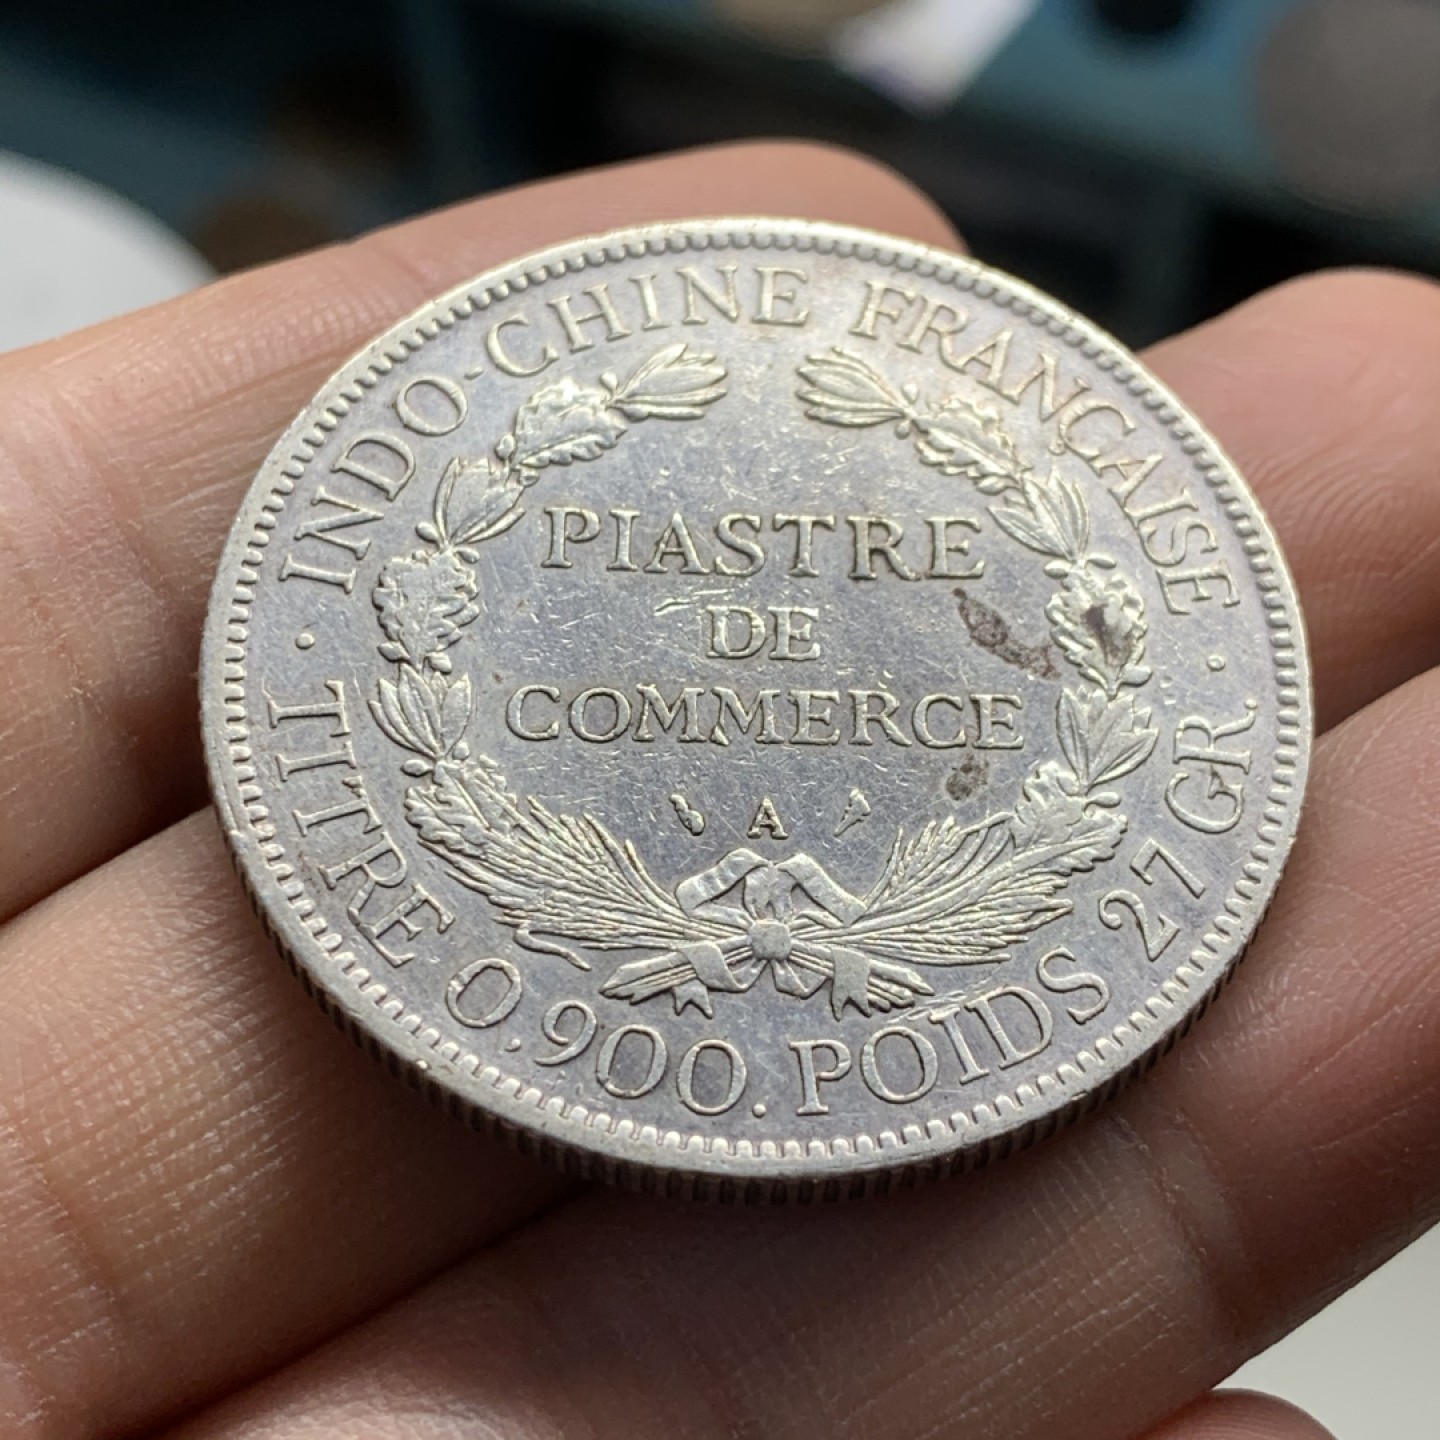 · INDO-CHINE FRANÇAISE ·
PIASTRE
DE
COMMERCE
A
TITRE 0,900. POIDS 27 GR.